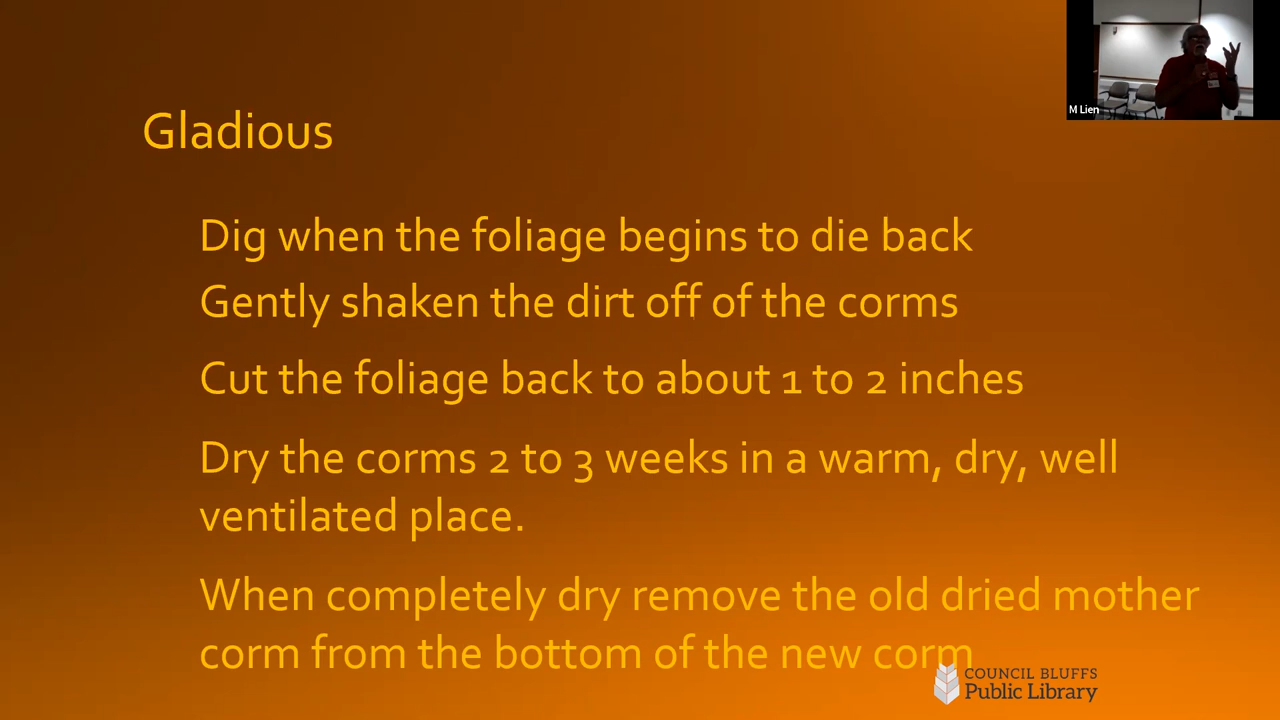 M Lien
Gladious
Dig when the foliage begins to die back
Gently shaken the dirt off of the corms
Cut the foliage back to about 1 to 2 inches
Dry the corms 2 to 3 weeks in a warm, dry, well
ventilated place.
When completely dry remove the old dried mother
corm from the bottom of the new corm
COUNCIL BLUFFS
Public Library